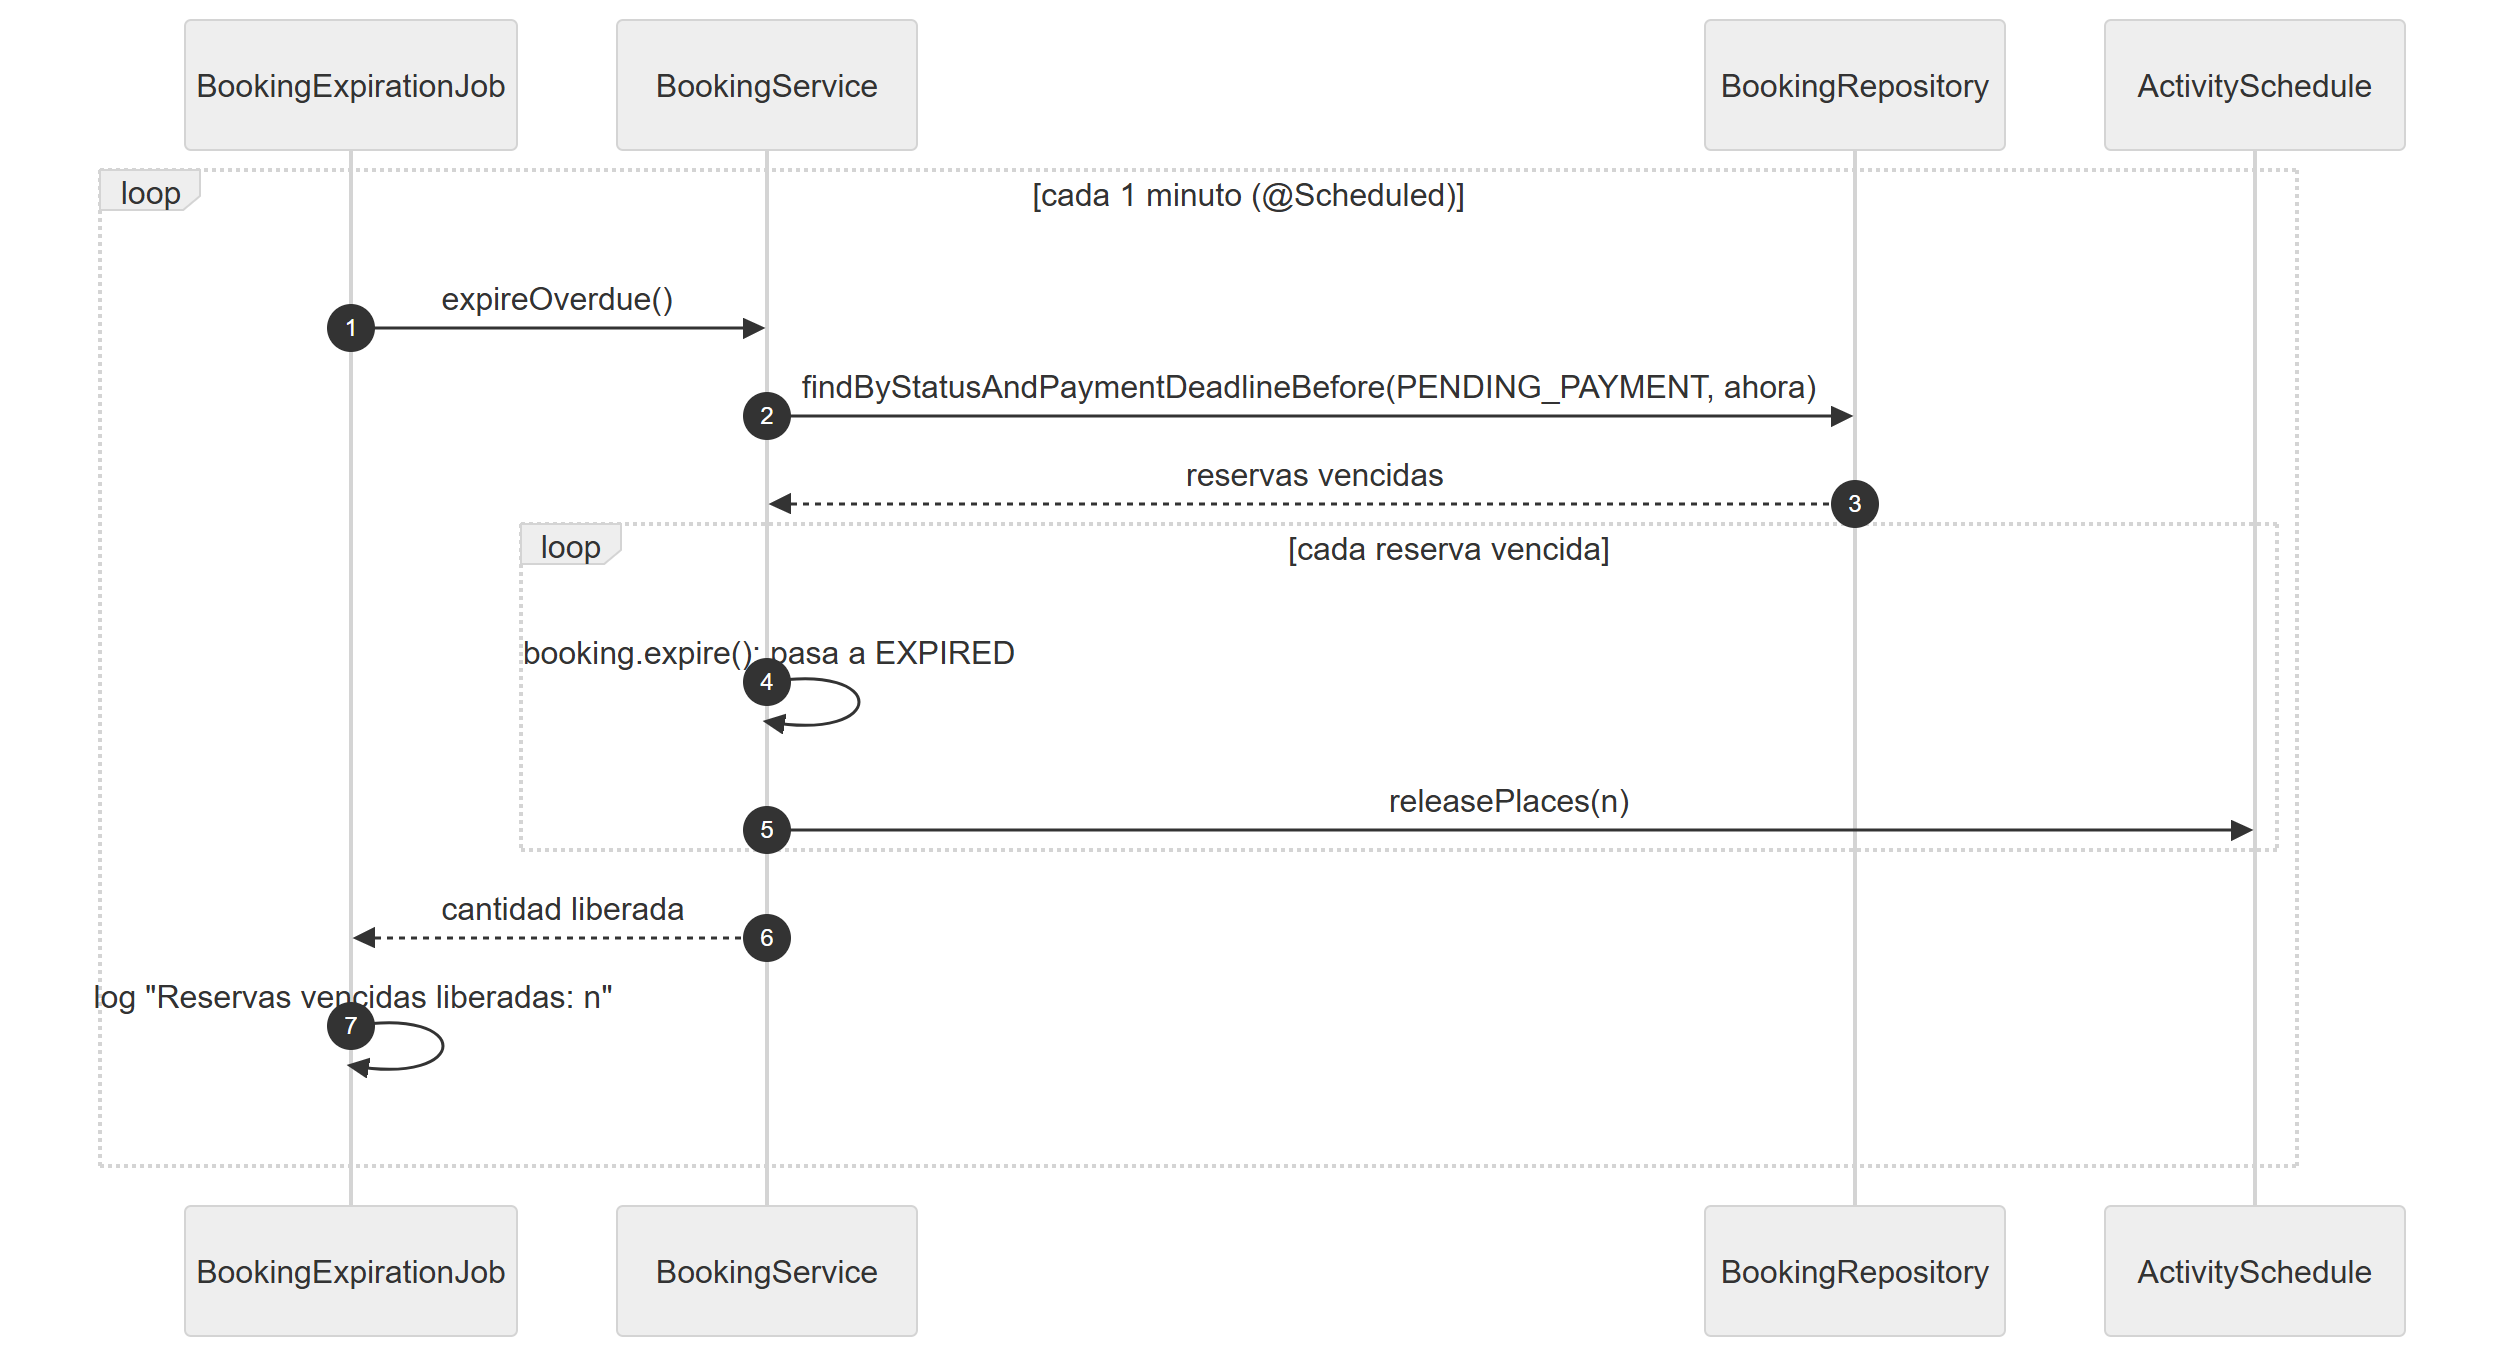 BookingExpirationJob
BookingService
BookingRepository
ActivitySchedule
loop
[cada 1 minuto (@Scheduled)]
expireOverdue()
1
findByStatusAndPaymentDeadlineBefore(PENDING_PAYMENT, ahora)
2
reservas vencidas
3
loop
[cada reserva vencida]
booking.expire(): pasa a EXPIRED
4
releasePlaces(n)
5
cantidad liberada
6
log "Reservas vencidas liberadas: n"
7
BookingExpirationJob
BookingService
BookingRepository
ActivitySchedule